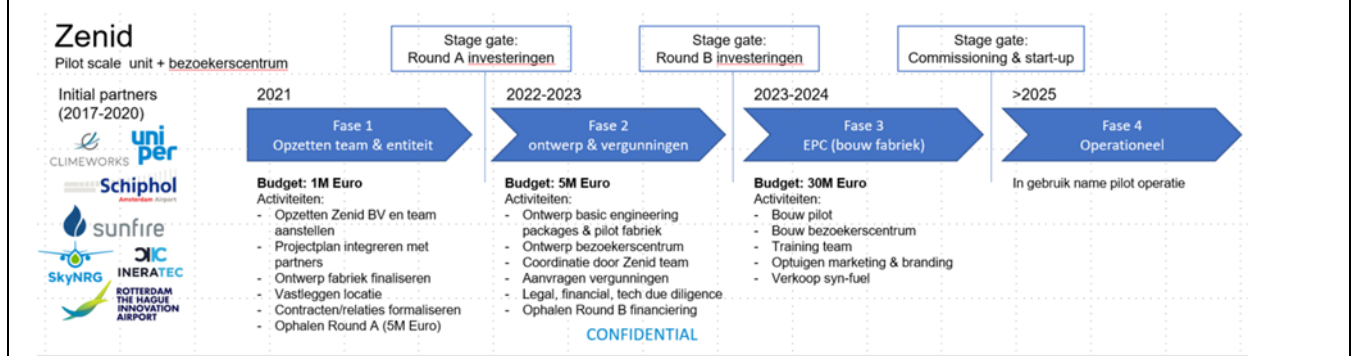 Zenid
Pilot scale unit + bezoekerscentrum
Stage gate:
Round A investeringen
Stage gate:
Round B investeringen
Stage gate:
Commissioning & start-up
Initial partners
(2017-2020)
CLIMEWORKS
uni
per
Schiphol
Amsterdam Airport
sunfire
SkyNRG
INERATEC
ROTTERDAM
THE HAGUE
INNOVATION
AIRPORT
2021
Fase 1
Opzetten team & entiteit
Budget: 1M Euro
Activiteiten:
- Opzetten Zenid BV en team
aanstellen
- Projectplan integreren met
partners
- Ontwerp fabriek finaliseren
- Vastleggen locatie
- Contracten/relaties formaliseren
- Ophalen Round A (5M Euro)
2022-2023
Fase 2
ontwerp & vergunningen
Budget: 5M Euro
Activiteiten:
- Ontwerp basic engineering
packages & pilot fabriek
- Ontwerp bezoekerscentrum
- Coordinatie door Zenid team
- Aanvragen vergunningen
- Legal, financial, tech due diligence
- Ophalen Round B financiering
2023-2024
Fase 3
EPC (bouw fabriek)
Budget: 30M Euro
Activiteiten:
- Bouw pilot
- Bouw bezoekerscentrum
- Training team
- Optuigen marketing & branding
- Verkoop syn-fuel
>2025
Fase 4
Operationeel
In gebruik name pilot operatie
CONFIDENTIAL